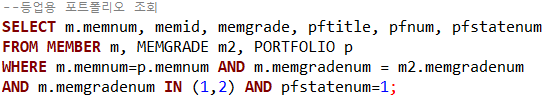 --등업용 포트폴리오 조회
SELECT m.memnum, memid, memgrade, pftitle, pfnum, pfstatenum
FROM MEMBER m, MEMGRADE m2, PORTFOLIO p
WHERE m.memnum=p.memnum AND m.memgradenum = m2.memgradenum
AND m.memgradenum IN (1,2) AND pfstatenum=1;